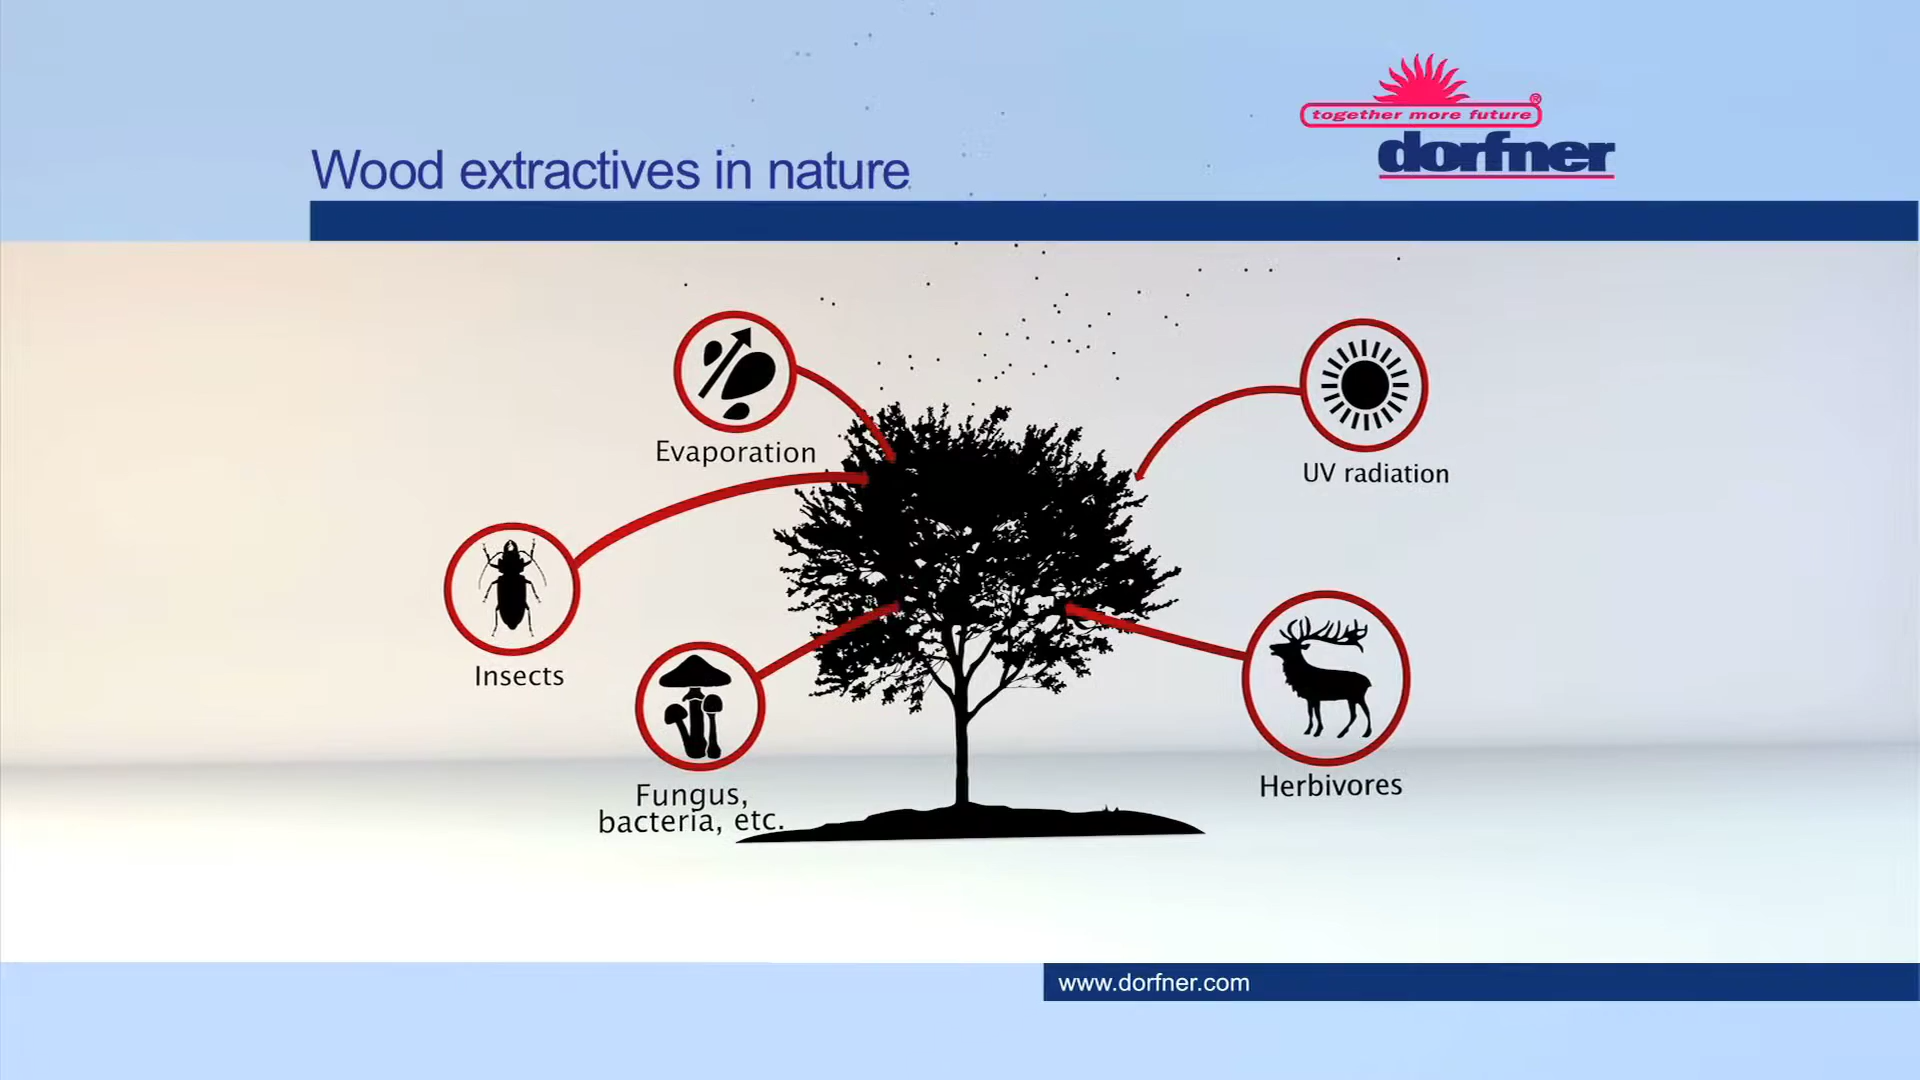 together more future®
dorfner
Wood extractives in nature
Evaporation
UV radiation
Insects
Fungus,
bacteria, etc.
Herbivores
www.dorfner.com